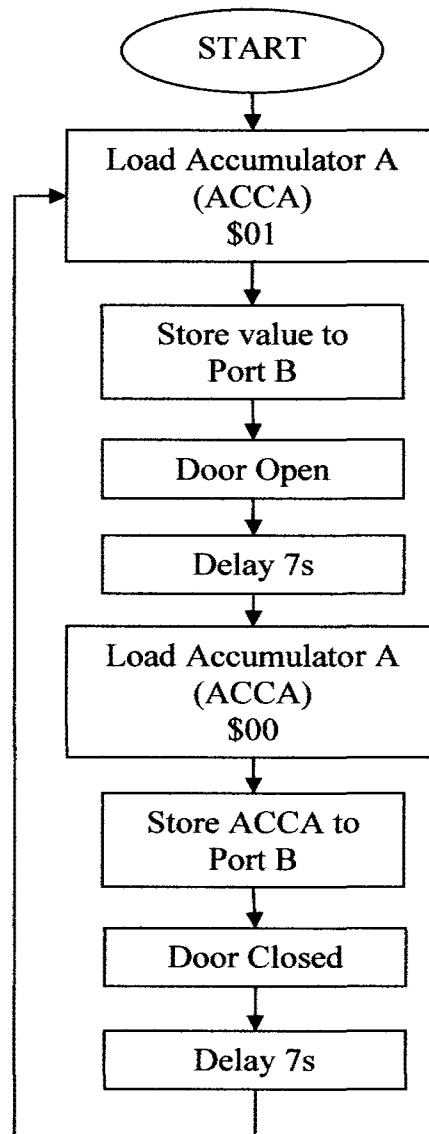 START
Load Accumulator A
(ACCA)
$01
Store value to
Port B
Door Open
Delay 7s
Load Accumulator A
(ACCA)
$00
Store ACCA to
Port B
Door Closed
Delay 7s